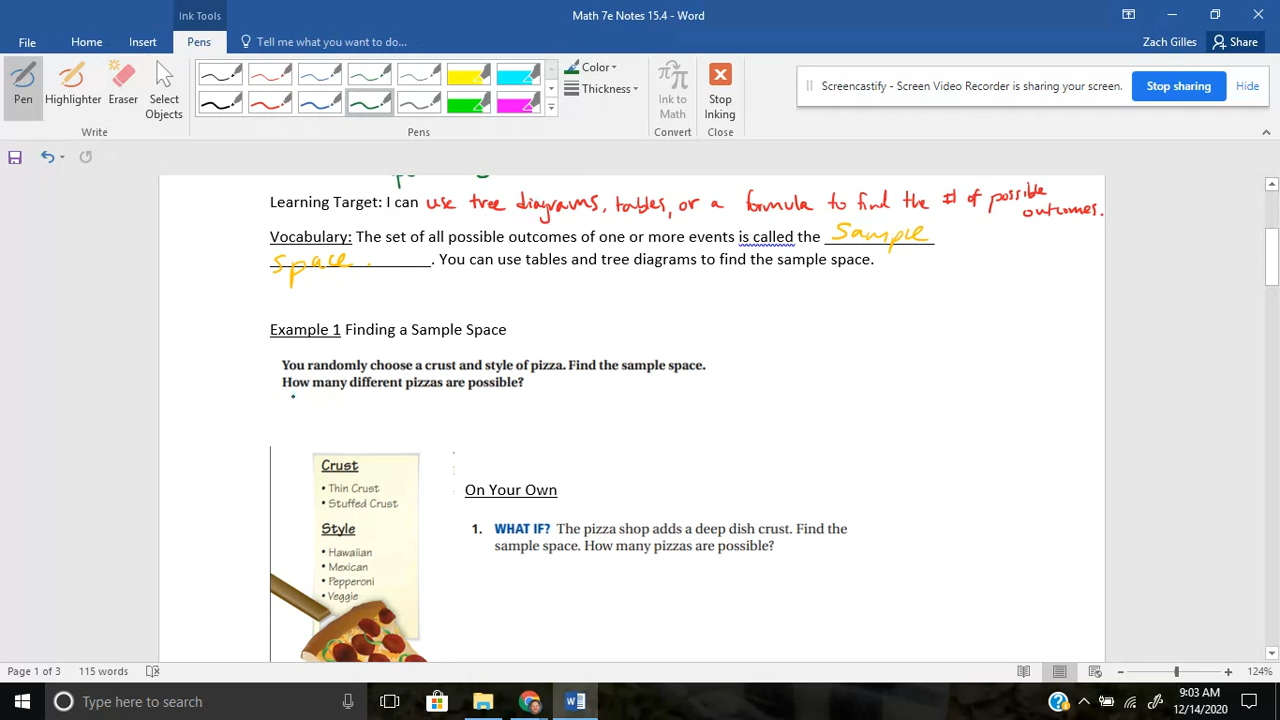 Ink Tools
Math 7e Notes 15.4 - Word
File
Home
Insert
Pens
Tell me what you want to do...
Zach Gilles
Share
Pen
Highlighter
Eraser
Select Objects
Color
Thickness
Ink to Math
Stop Inking
Write
Pens
Convert
Close
Screencastify - Screen Video Recorder is sharing your screen.
Stop sharing
Hide
Learning Target: I can use tree diagrams, tables, or a formula to find the # of possible
outcomes.
Vocabulary: The set of all possible outcomes of one or more events is called the Sample
space. You can use tables and tree diagrams to find the sample space.
Example 1 Finding a Sample Space
You randomly choose a crust and style of pizza. Find the sample space.
How many different pizzas are possible?
Crust
• Thin Crust
• Stuffed Crust
Style
• Hawaiian
• Mexican
• Pepperoni
• Veggie
On Your Own
1. WHAT IF? The pizza shop adds a deep dish crust. Find the
sample space. How many pizzas are possible?
Page 1 of 3
115 words
124%
Type here to search
9:03 AM
12/14/2020